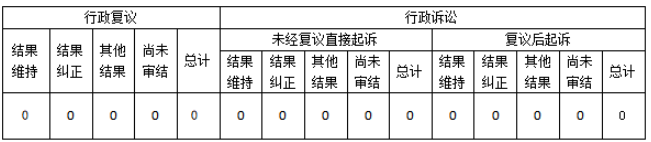 行政复议 行政诉讼
未经复议直接起诉 复议后起诉
结果维持 结果纠正 其他结果 尚未审结 总计 结果维持 结果纠正 其他结果 尚未审结 总计 结果维持 结果纠正 其他结果 尚未审结 总计
0 0 0 0 0 0 0 0 0 0 0 0 0 0 0